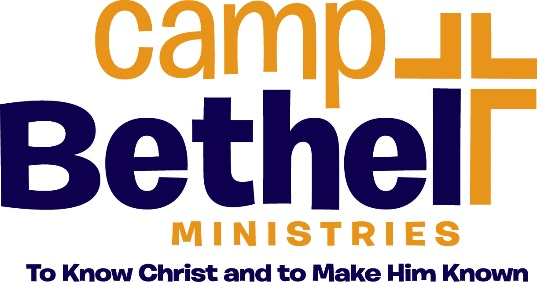 camp
Bethel
MINISTRIES
To Know Christ and to Make Him Known